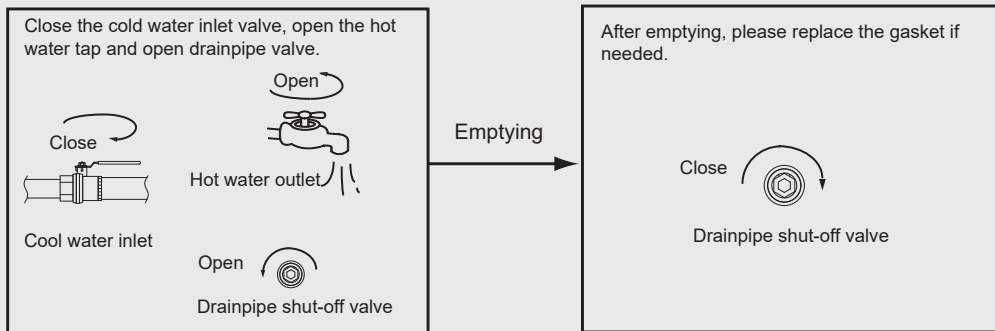 Close the cold water inlet valve, open the hot
water tap and open drainpipe valve.
Open
Close
Hot water outlet
Cool water inlet
Open
Drainpipe shut-off valve
Emptying
After emptying, please replace the gasket if
needed.
Close
Drainpipe shut-off valve